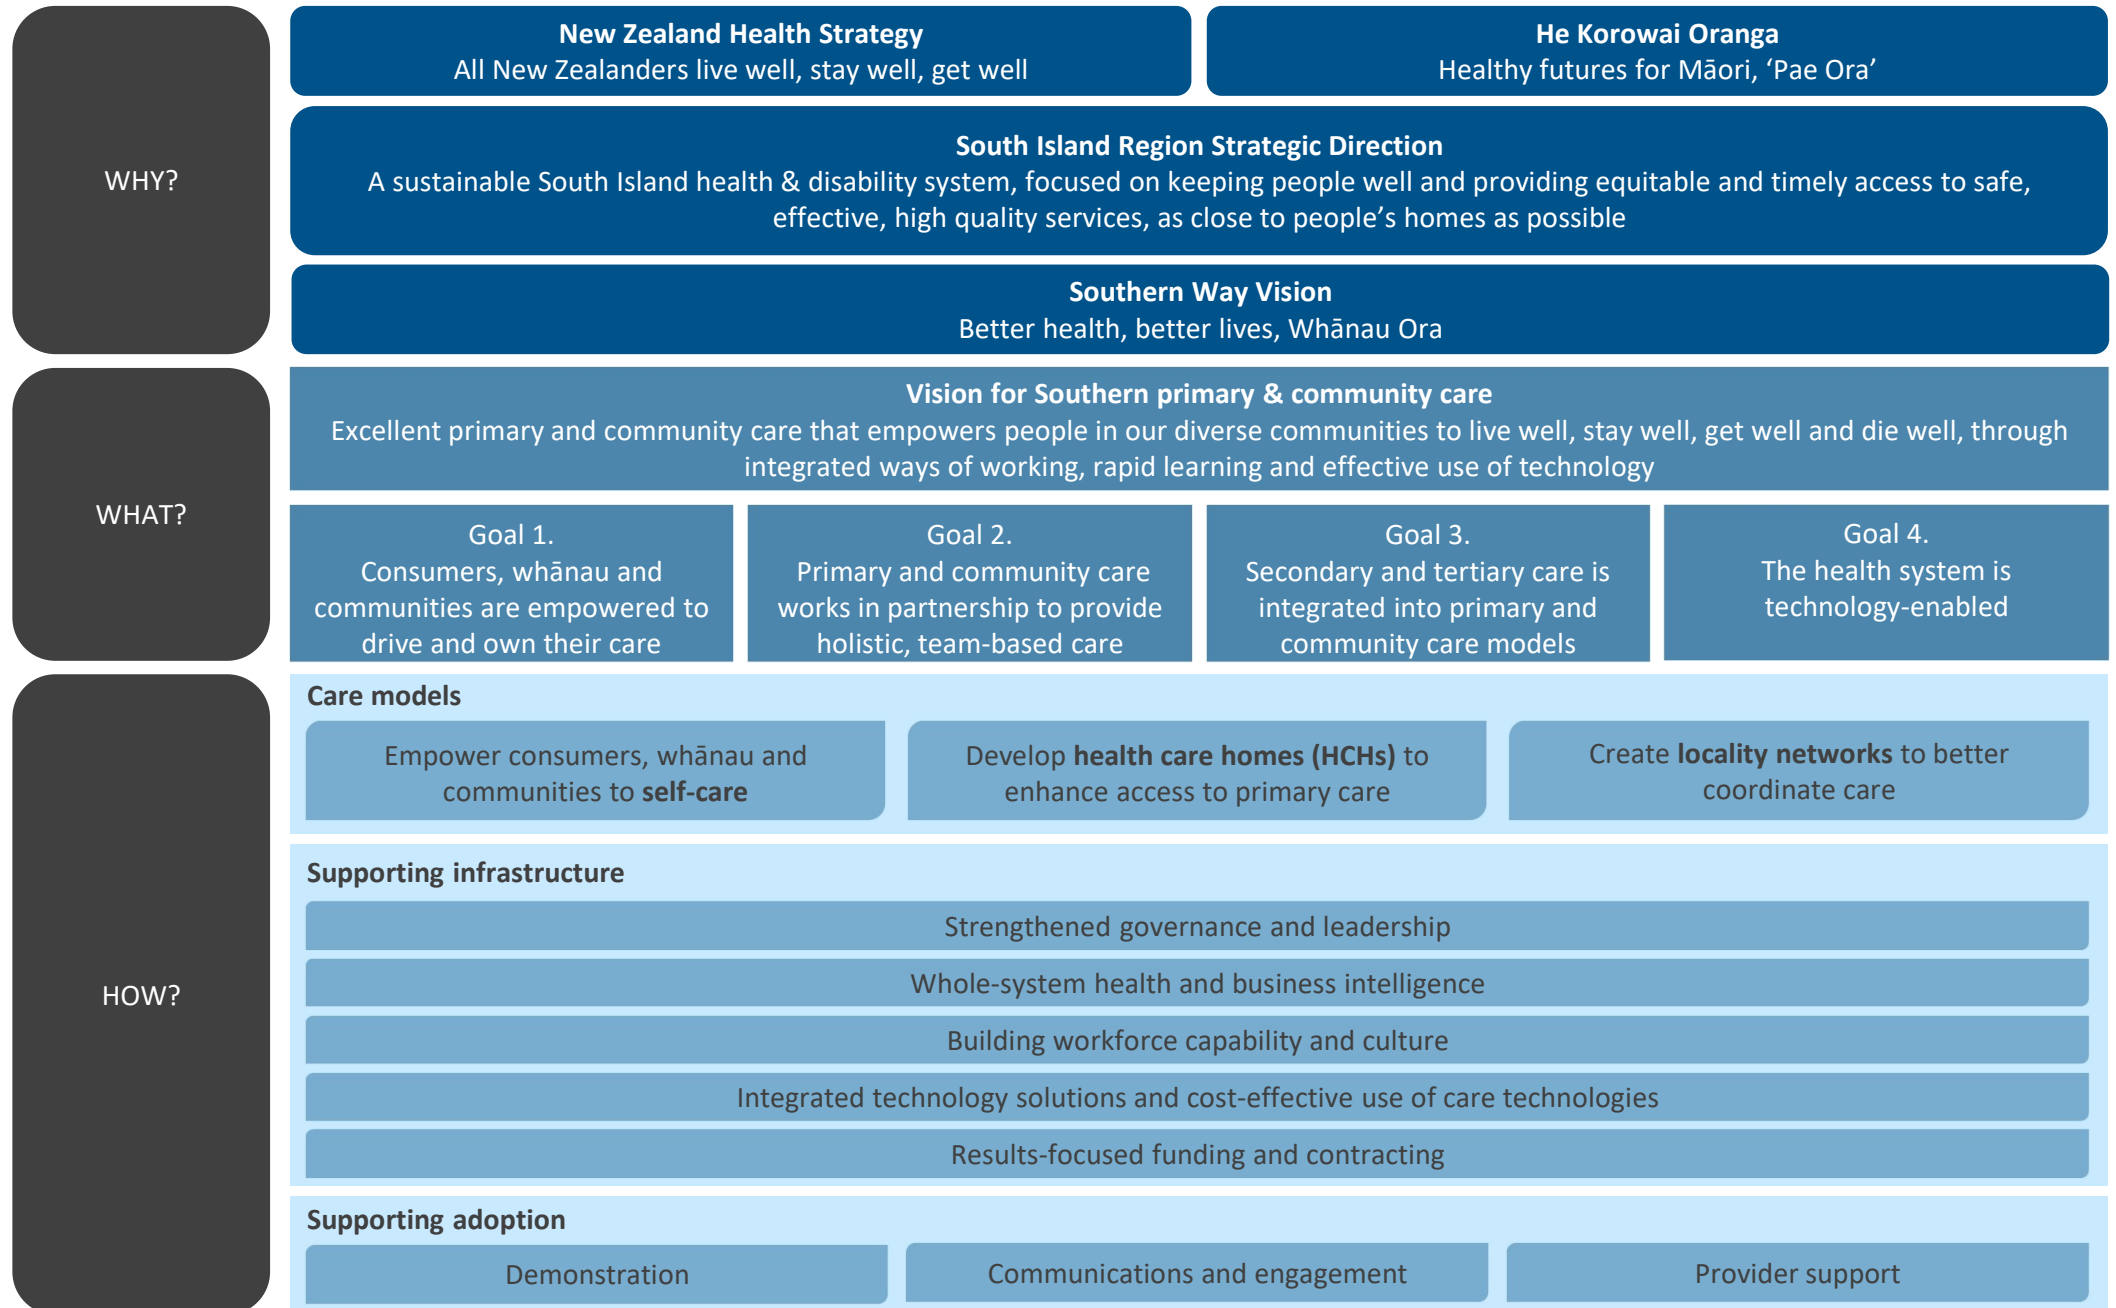 WHY?
New Zealand Health Strategy
All New Zealanders live well, stay well, get well
He Korowai Oranga
Healthy futures for Māori, ‘Pae Ora’
South Island Region Strategic Direction
A sustainable South Island health & disability system, focused on keeping people well and providing equitable and timely access to safe,
effective, high quality services, as close to people’s homes as possible
Southern Way Vision
Better health, better lives, Whānau Ora
WHAT?
Vision for Southern primary & community care
Excellent primary and community care that empowers people in our diverse communities to live well, stay well, get well and die well, through
integrated ways of working, rapid learning and effective use of technology
Goal 1.
Consumers, whānau and
communities are empowered to
drive and own their care
Goal 2.
Primary and community care
works in partnership to provide
holistic, team-based care
Goal 3.
Secondary and tertiary care is
integrated into primary and
community care models
Goal 4.
The health system is
technology-enabled
HOW?
Care models
Empower consumers, whānau and
communities to self-care
Develop health care homes (HCHs) to
enhance access to primary care
Create locality networks to better
coordinate care
Supporting infrastructure
Strengthened governance and leadership
Whole-system health and business intelligence
Building workforce capability and culture
Integrated technology solutions and cost-effective use of care technologies
Results-focused funding and contracting
Supporting adoption
Demonstration
Communications and engagement
Provider support